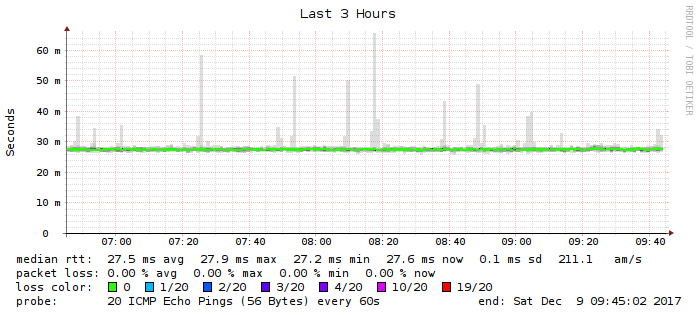 Last 3 Hours
RRDTOOL / TOBI OETIKER
Seconds
60 m
50 m
40 m
30 m
20 m
10 m
0
07:00 07:20 07:40 08:00 08:20 08:40 09:00 09:20 09:40
median rtt: 27.5 ms avg 27.9 ms max 27.2 ms min 27.6 ms now 0.1 ms sd 211.1 am/s
packet loss: 0.00 % avg 0.00 % max 0.00 % min 0.00 % now
loss color: 0 1/20 2/20 3/20 4/20 10/20 19/20
probe: 20 ICMP Echo Pings (56 Bytes) every 60s end: Sat Dec 9 09:45:02 2017